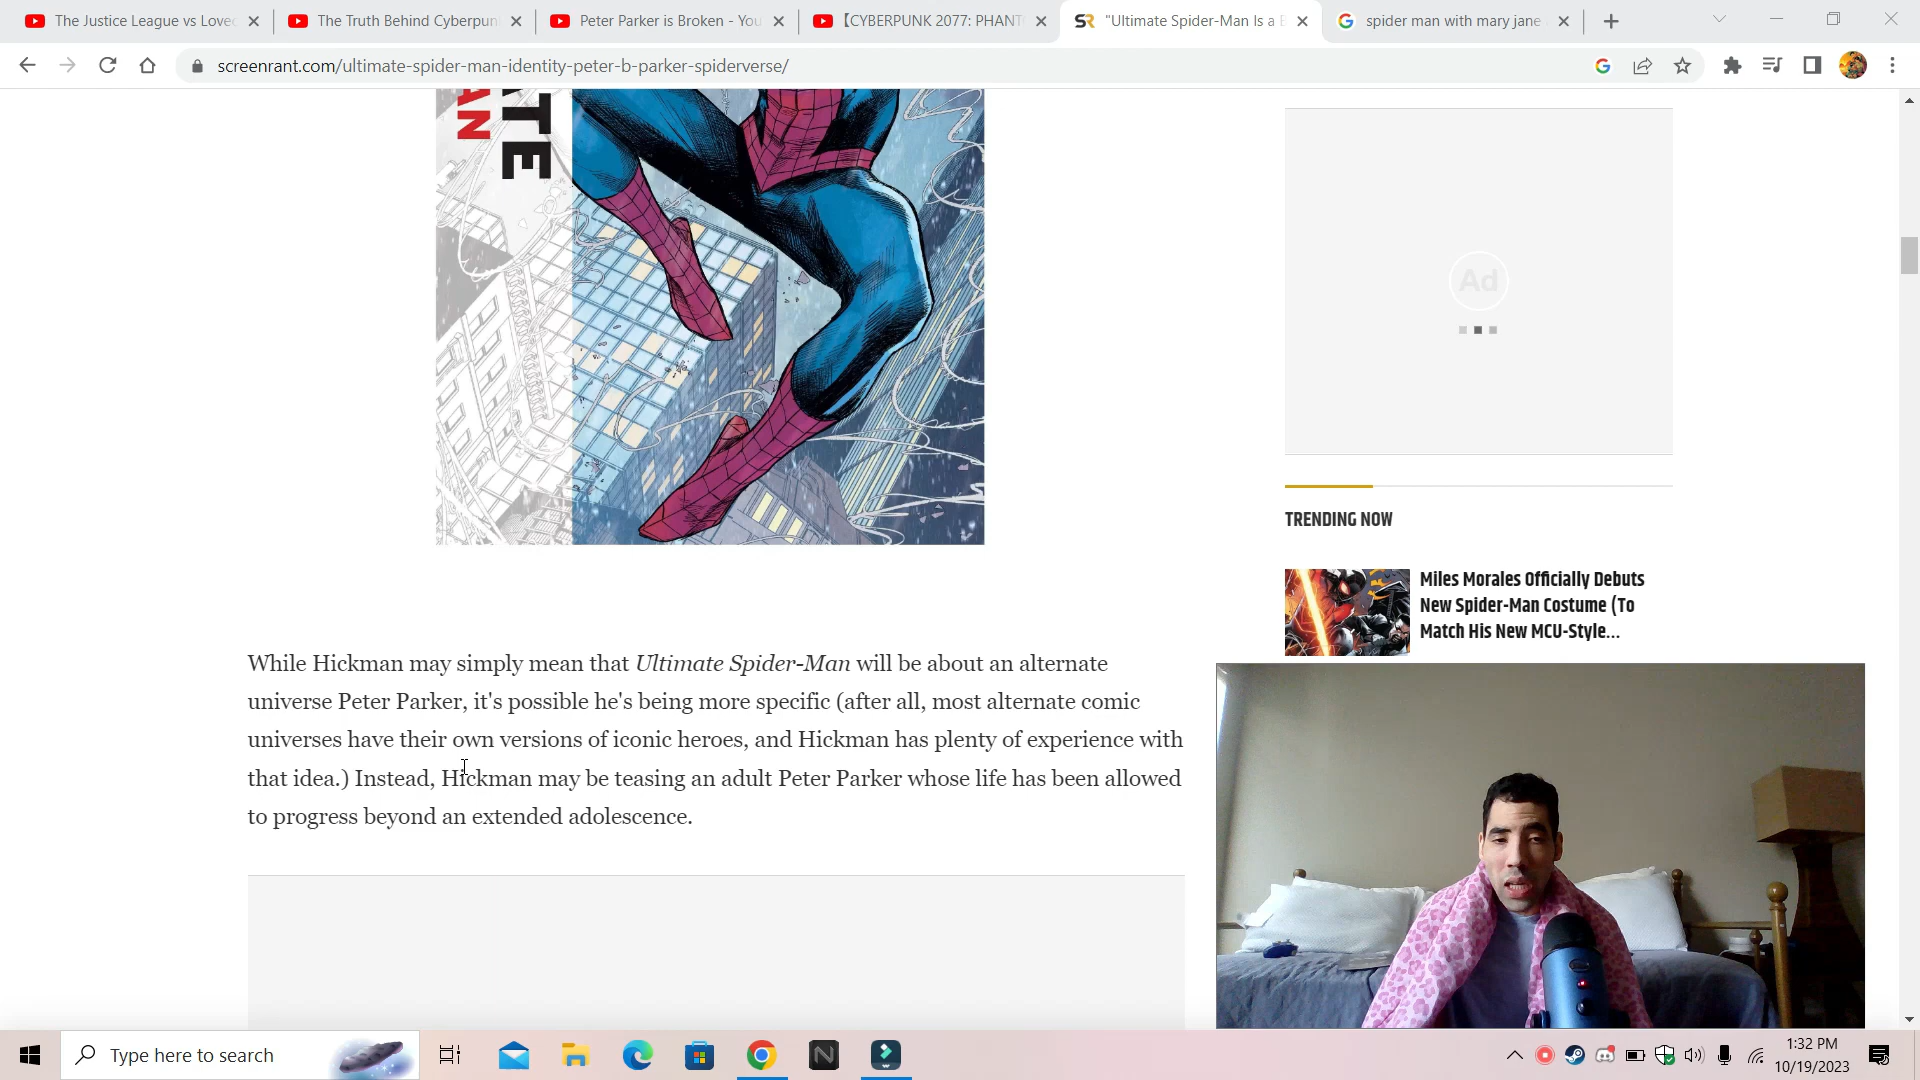 The Justice League vs Lovec
The Truth Behind Cyberpun
Peter Parker is Broken - You
【CYBERPUNK 2077: PHANT
"Ultimate Spider-Man Is a
spider man with mary jane
screenrant.com/ultimate-spider-man-identity-peter-b-parker-spiderverse/
ATE
AN
Ad
TRENDING NOW
Miles Morales Officially Debuts
New Spider-Man Costume (To
Match His New MCU-Style...
While Hickman may simply mean that Ultimate Spider-Man will be about an alternate
universe Peter Parker, it's possible he's being more specific (after all, most alternate comic
universes have their own versions of iconic heroes, and Hickman has plenty of experience with
that idea.) Instead, Hickman may be teasing an adult Peter Parker whose life has been allowed
to progress beyond an extended adolescence.
Type here to search
1:32 PM
10/19/2023